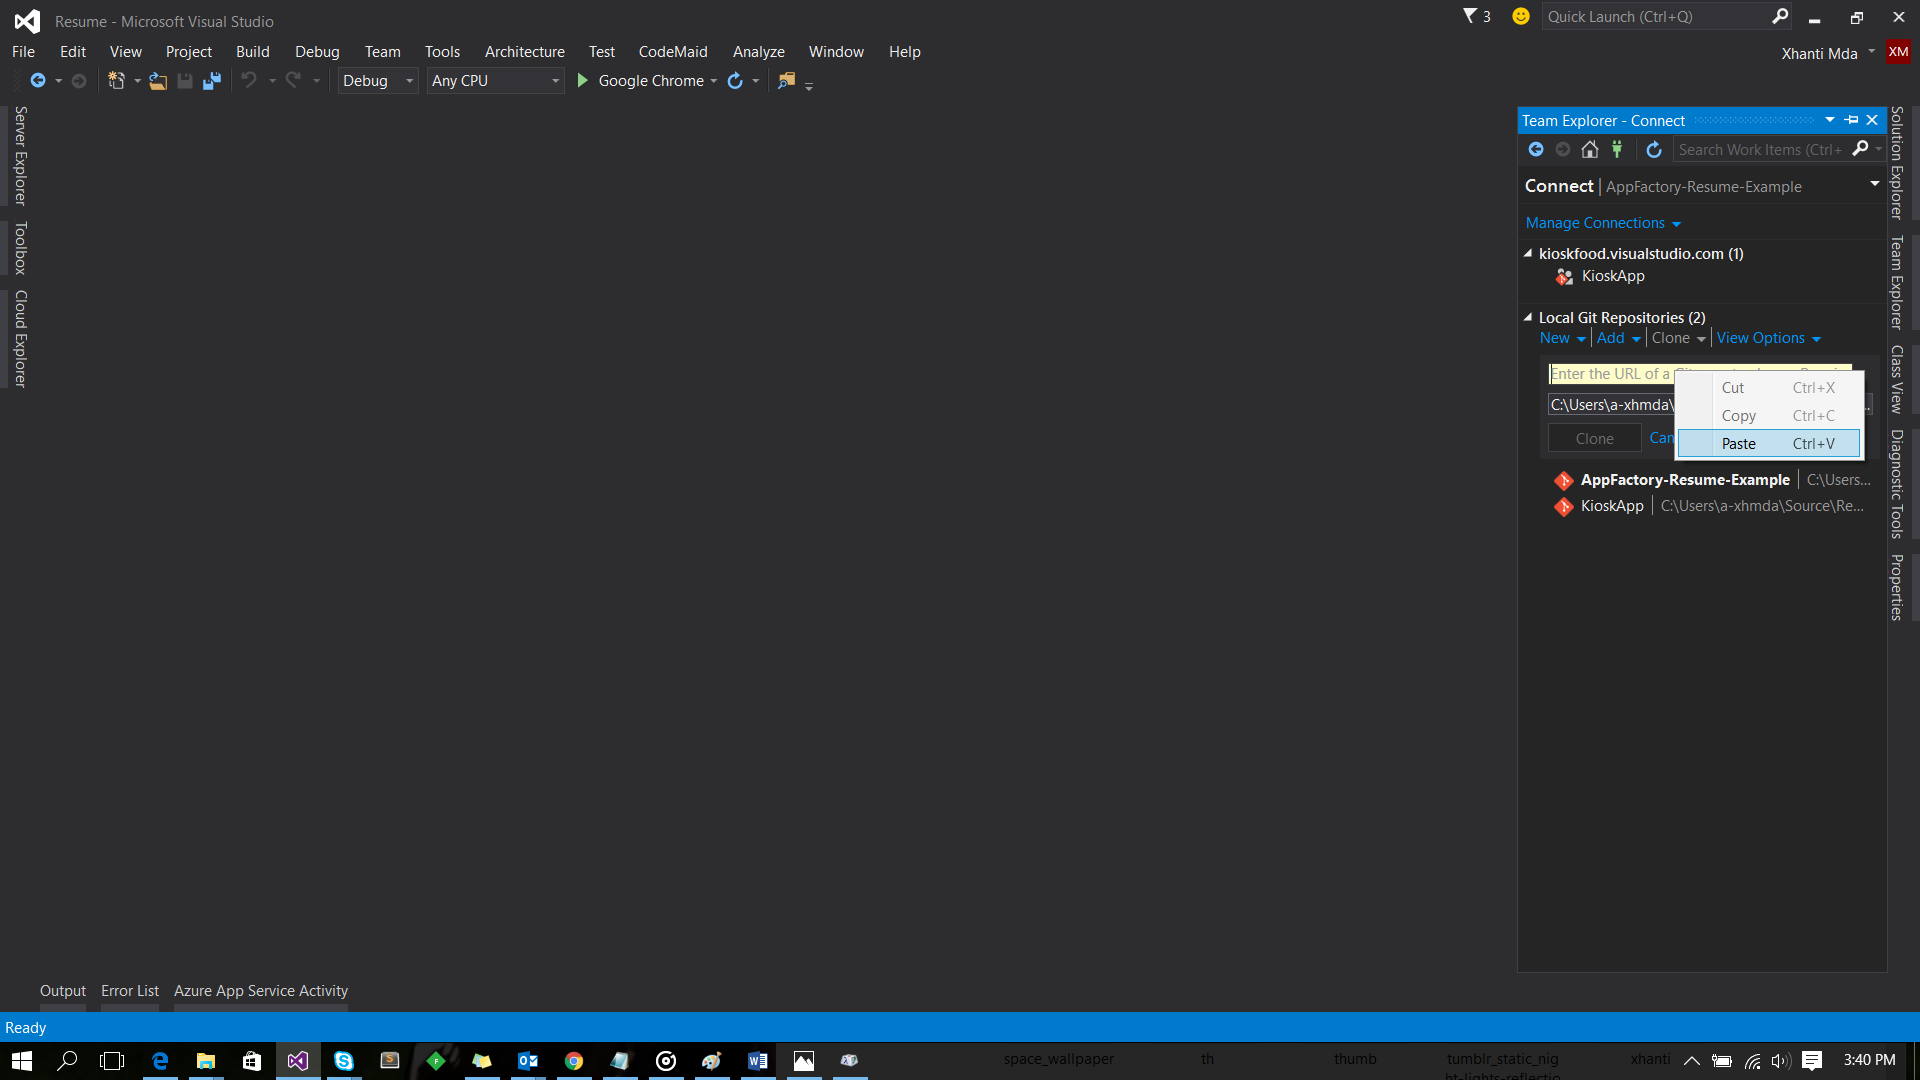 Resume - Microsoft Visual Studio
3
Quick Launch (Ctrl+Q)
File Edit View Project Build Debug Team Tools Architecture Test CodeMaid Analyze Window Help
Xhanti Mda
XM
Debug
Any CPU
Google Chrome
Server Explorer
Toolbox
Cloud Explorer
Team Explorer - Connect
Search Work Items (Ctrl+
Connect | AppFactory-Resume-Example
Manage Connections
kioskfood.visualstudio.com (1)
KioskApp
Local Git Repositories (2)
New Add Clone View Options
Enter the URL of a
C:\Users\a-xhmda\
Clone Can
Cut Ctrl+X
Copy Ctrl+C
Paste Ctrl+V
AppFactory-Resume-Example C:\Users...
KioskApp C:\Users\a-xhmda\Source\Re...
Solution Explorer
Team Explorer
Class View
Diagnostic Tools
Properties
Output Error List Azure App Service Activity
Ready
space_wallpaper
th
thumb
tumblr_static_nig
ht-lights-reflectio
xhanti
3:40 PM